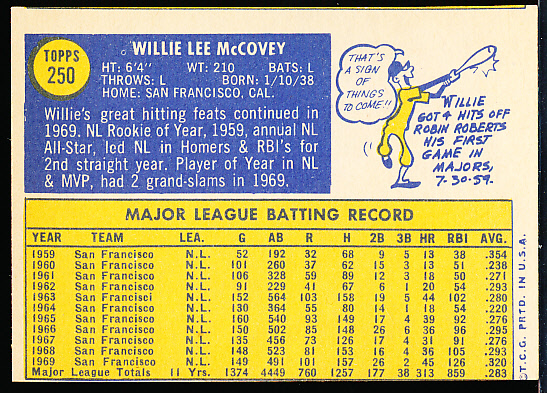 TOPPS
250
WILLIE LEE McCOVEY
HT: 6'4" WT: 210 BATS: L
THROWS: L BORN: 1/10/38
HOME: SAN FRANCISCO, CAL.
Willie's great hitting feats continued in
1969. NL Rookie of Year, 1959, annual NL
All-Star, led NL in Homers & RBI's for
2nd straight year. Player of Year in NL
& MVP, had 2 grand-slams in 1969.
THAT'S
A SIGN
OF
THINGS
TO COME!!
WILLIE
GOT 4 HITS OFF
ROBIN ROBERTS
HIS FIRST
GAME IN
MAJORS,
7-30-59.
MAJOR LEAGUE BATTING RECORD
YEAR TEAM LEA. G AB R H 2B 3B HR RBI AVG.
1959 San Francisco N.L. 52 192 32 68 9 5 13 38 .354
1960 San Francisco N.L. 101 260 37 62 15 3 13 51 .238
1961 San Francisco N.L. 106 328 59 89 12 3 18 50 .271
1962 San Francisco N.L. 91 229 41 67 6 1 20 54 .293
1963 San Francisci N.L. 152 564 103 158 19 5 44 102 .280
1964 San Francisco N.L. 130 364 55 80 14 1 18 54 .220
1965 San Francisco N.L. 160 540 93 149 17 4 39 92 .276
1966 San Francisco N.L. 150 502 85 148 26 6 36 96 .295
1967 San Francisco N.L. 135 456 73 126 17 4 31 91 .276
1968 San Francisco N.L. 148 523 81 153 16 4 36 105 .293
1969 San Francisco N.L. 149 491 101 157 26 2 45 126 .320
Major League Totals 11 Yrs. 1374 4449 760 1257 177 38 313 859 .283
©T.C.G. PRTD. IN U.S.A.